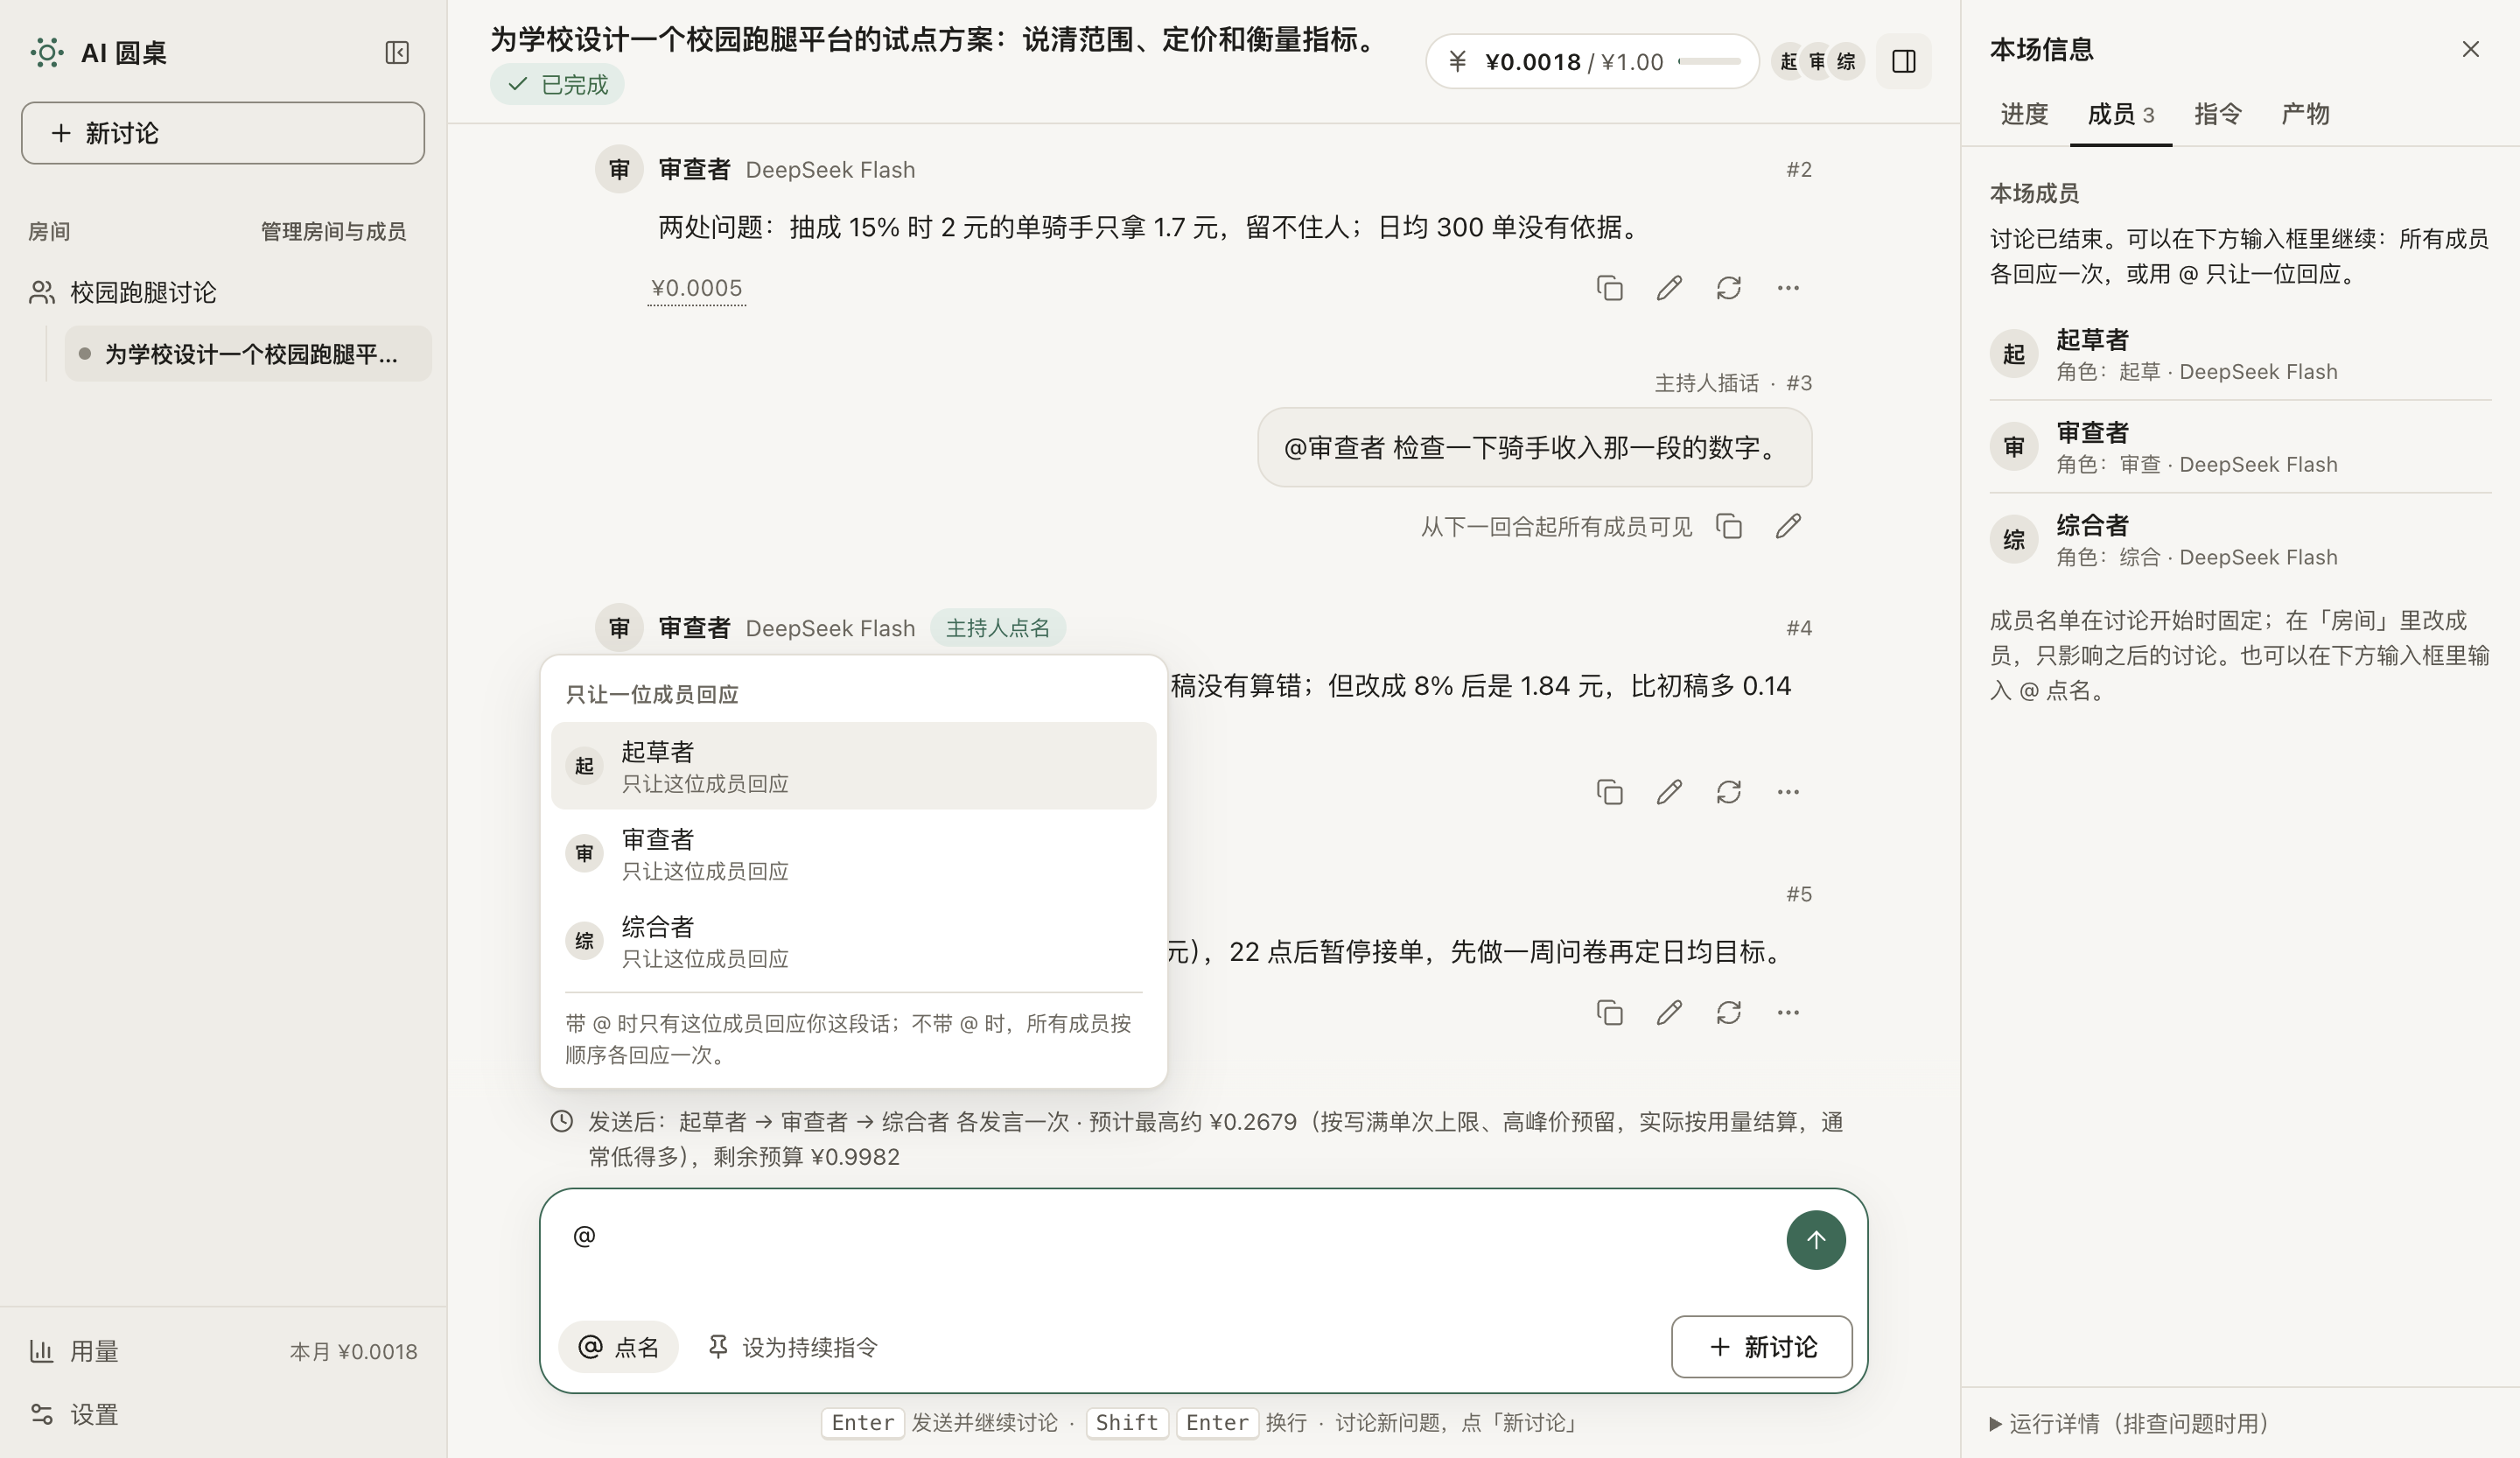 AI 圆桌
新讨论
房间 管理房间与成员
校园跑腿讨论
为学校设计一个校园跑腿平...
用量 本月 ¥0.0018
设置
为学校设计一个校园跑腿平台的试点方案：说清范围、定价和衡量指标。
已完成
¥0.0018 / ¥1.00
起 审 综
审 审查者 DeepSeek Flash #2
两处问题：抽成 15% 时 2 元的单骑手只拿 1.7 元，留不住人；日均 300 单没有依据。
¥0.0005
主持人插话 · #3
@审查者 检查一下骑手收入那一段的数字。
从下一回合起所有成员可见
审 审查者 DeepSeek Flash 主持人点名 #4
稿没有算错；但改成 8% 后是 1.84 元，比初稿多 0.14
#5
元），22 点后暂停接单，先做一周问卷再定日均目标。
只让一位成员回应
起 起草者
只让这位成员回应
审 审查者
只让这位成员回应
综 综合者
只让这位成员回应
带 @ 时只有这位成员回应你这段话；不带 @ 时，所有成员按
顺序各回应一次。
发送后：起草者 → 审查者 → 综合者 各发言一次 · 预计最高约 ¥0.2679（按写满单次上限、高峰价预留，实际按用量结算，通
常低得多），剩余预算 ¥0.9982
@
@ 点名 设为持续指令 新讨论
Enter 发送并继续讨论 · Shift Enter 换行 · 讨论新问题，点「新讨论」
本场信息
进度 成员 3 指令 产物
本场成员
讨论已结束。可以在下方输入框里继续：所有成员
各回应一次，或用 @ 只让一位回应。
起 起草者
角色：起草 · DeepSeek Flash
审 审查者
角色：审查 · DeepSeek Flash
综 综合者
角色：综合 · DeepSeek Flash
成员名单在讨论开始时固定；在「房间」里改成
员，只影响之后的讨论。也可以在下方输入框里输
入 @ 点名。
运行详情（排查问题时用）